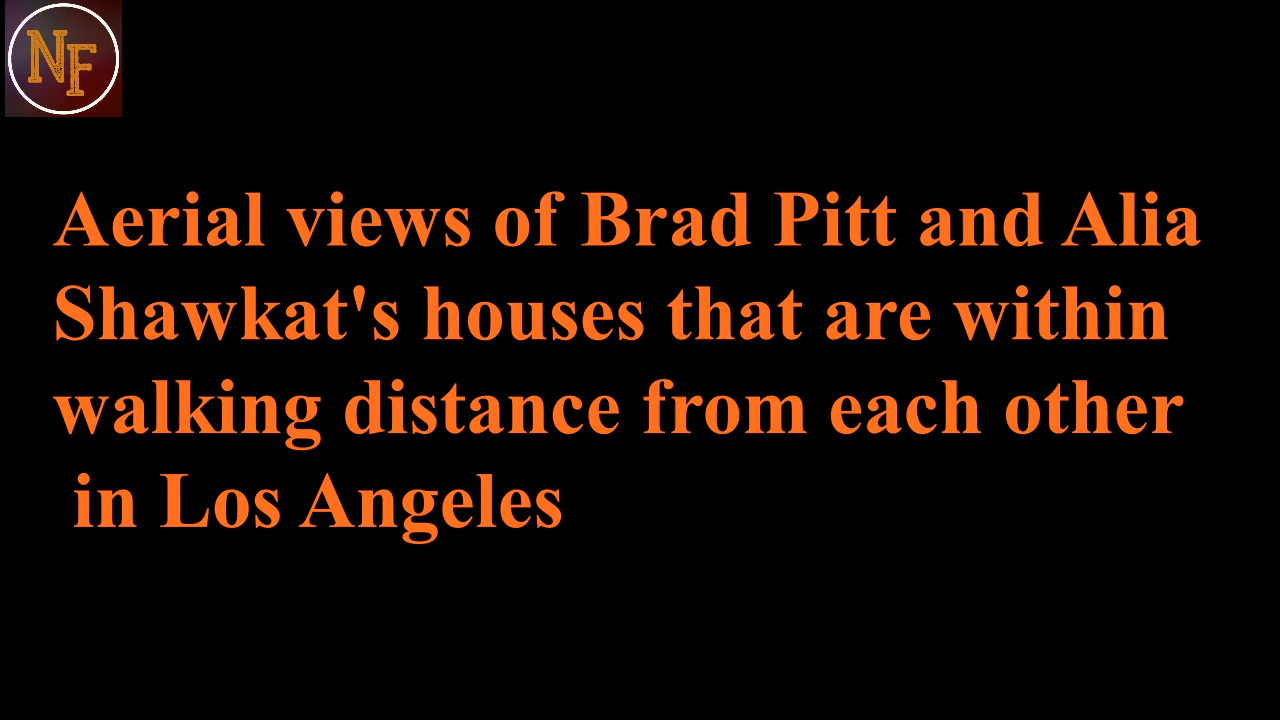 NF
Aerial views of Brad Pitt and Alia
Shawkat's houses that are within
walking distance from each other
in Los Angeles